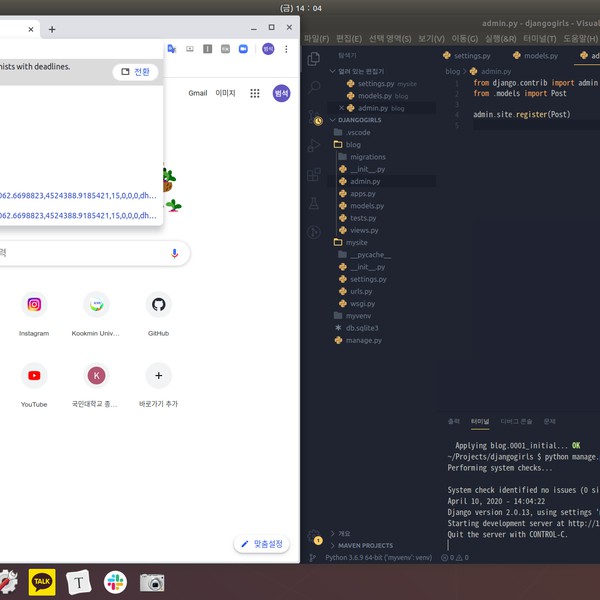 (금) 14 : 04
nists with deadlines.
전환
062.6698823,4524388.9185421,15,0,0,0,dh...
062.6698823,4524388.9185421,15,0,0,0,dh...
범석
Gmail 이미지
범석
력
Instagram
Kookmin Univ...
GitHub
YouTube
K
국민대학교 종...
바로가기 추가
맞춤설정
TALK
T
admin.py - djangogirls - Visual
파일(F) 편집(E) 선택 영역(S) 보기(V) 이동(G) 실행(R) 터미널(T) 도움말(H)
탐색기
열려 있는 편집기
settings.py mysite
models.py blog
admin.py blog
DJANGOGIRLS
.vscode
blog
migrations
__init__.py
admin.py
apps.py
models.py
tests.py
views.py
mysite
__pycache__
__init__.py
settings.py
urls.py
wsgi.py
myvenv
db.sqlite3
manage.py
개요
MAVEN PROJECTS
settings.py
models.py
ad
blog
admin.py
1 from django.contrib import admin
2 from .models import Post
3
4 admin.site.register(Post)
5
출력 터미널 디버그 콘솔 문제
Applying blog.0001_initial... OK
~/Projects/djangogirls $ python manage.
Performing system checks...
System check identified no issues (0 si
April 10, 2020 - 14:04:22
Django version 2.0.13, using settings '
Starting development server at http://1
Quit the server with CONTROL-C.
1
Python 3.6.9 64-bit ('myvenv': venv)
0
0